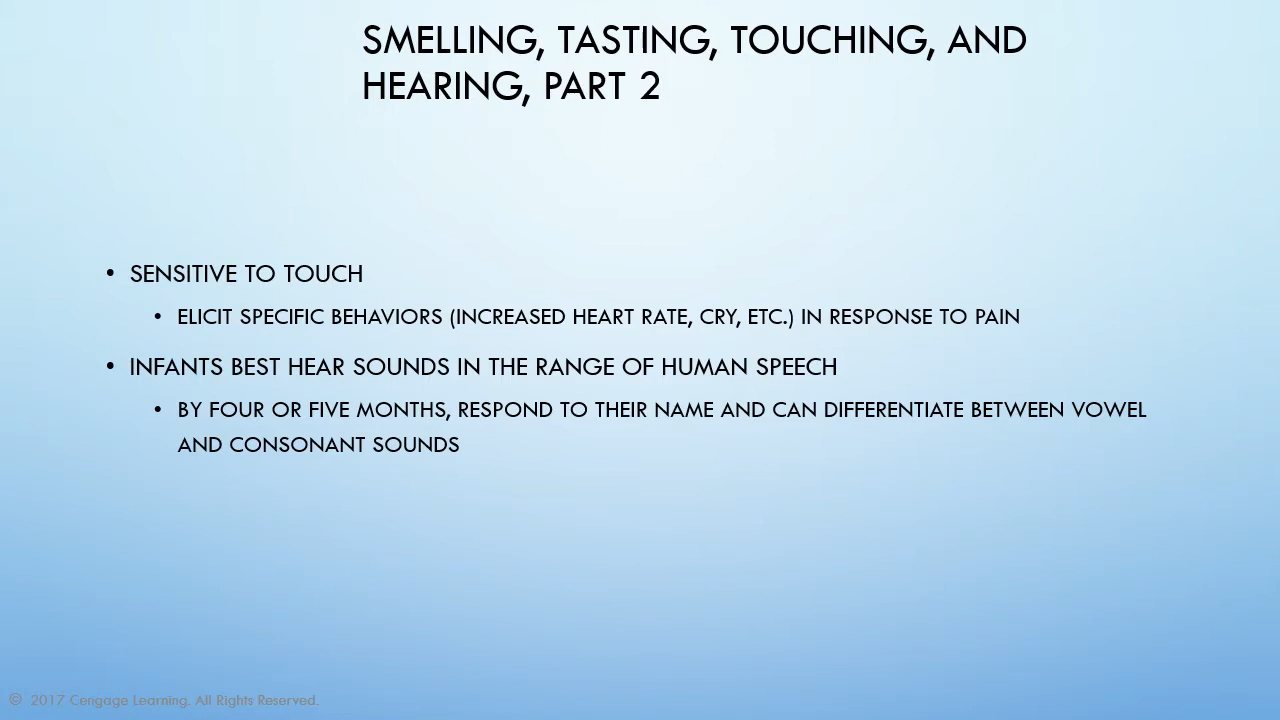 SMELLING, TASTING, TOUCHING, AND
HEARING, PART 2
• SENSITIVE TO TOUCH
• ELICIT SPECIFIC BEHAVIORS (INCREASED HEART RATE, CRY, ETC.) IN RESPONSE TO PAIN
• INFANTS BEST HEAR SOUNDS IN THE RANGE OF HUMAN SPEECH
• BY FOUR OR FIVE MONTHS, RESPOND TO THEIR NAME AND CAN DIFFERENTIATE BETWEEN VOWEL
AND CONSONANT SOUNDS
© 2017 Cengage Learning. All Rights Reserved.